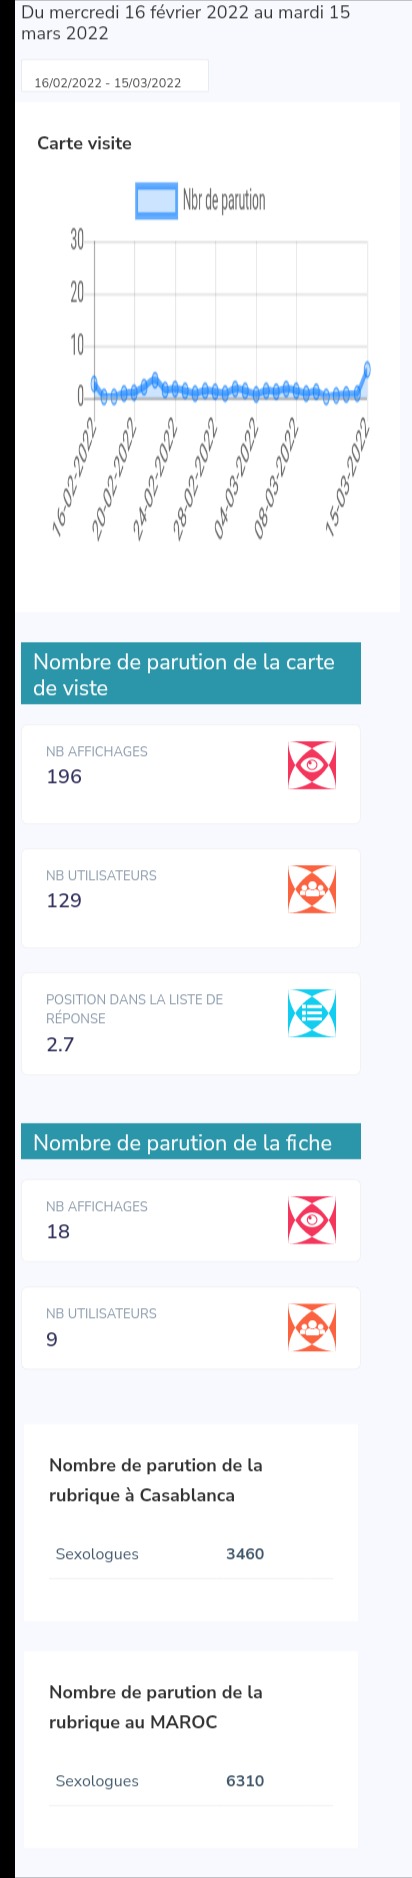 Du mercredi 16 février 2022 au mardi 15
mars 2022
16/02/2022 - 15/03/2022
Carte visite
Nbr de parution
30
20
10
0
16-02-2022
20-02-2022
24-02-2022
28-02-2022
04-03-2022
08-03-2022
15-03-2022
Nombre de parution de la carte
de viste
NB AFFICHAGES
196
NB UTILISATEURS
129
POSITION DANS LA LISTE DE
RÉPONSE
2.7
Nombre de parution de la fiche
NB AFFICHAGES
18
NB UTILISATEURS
9
Nombre de parution de la
rubrique à Casablanca
Sexologues 3460
Nombre de parution de la
rubrique au MAROC
Sexologues 6310